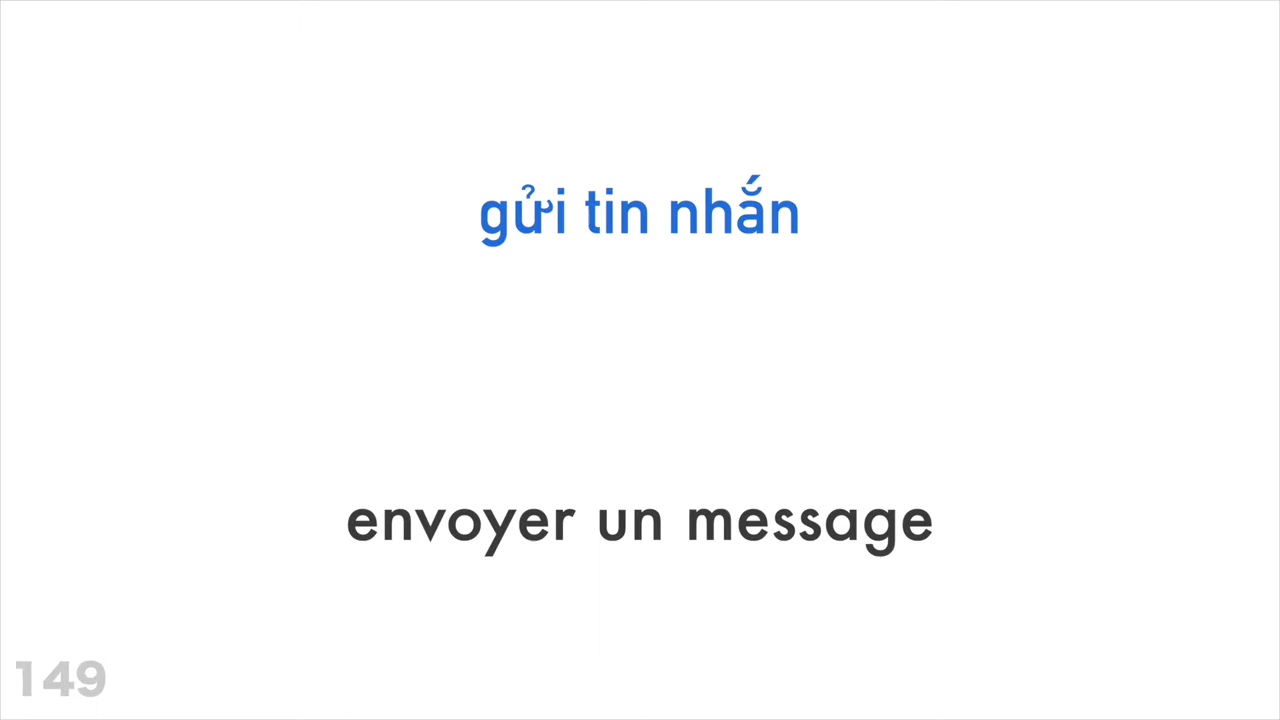 gửi tin nhắn
envoyer un message
149